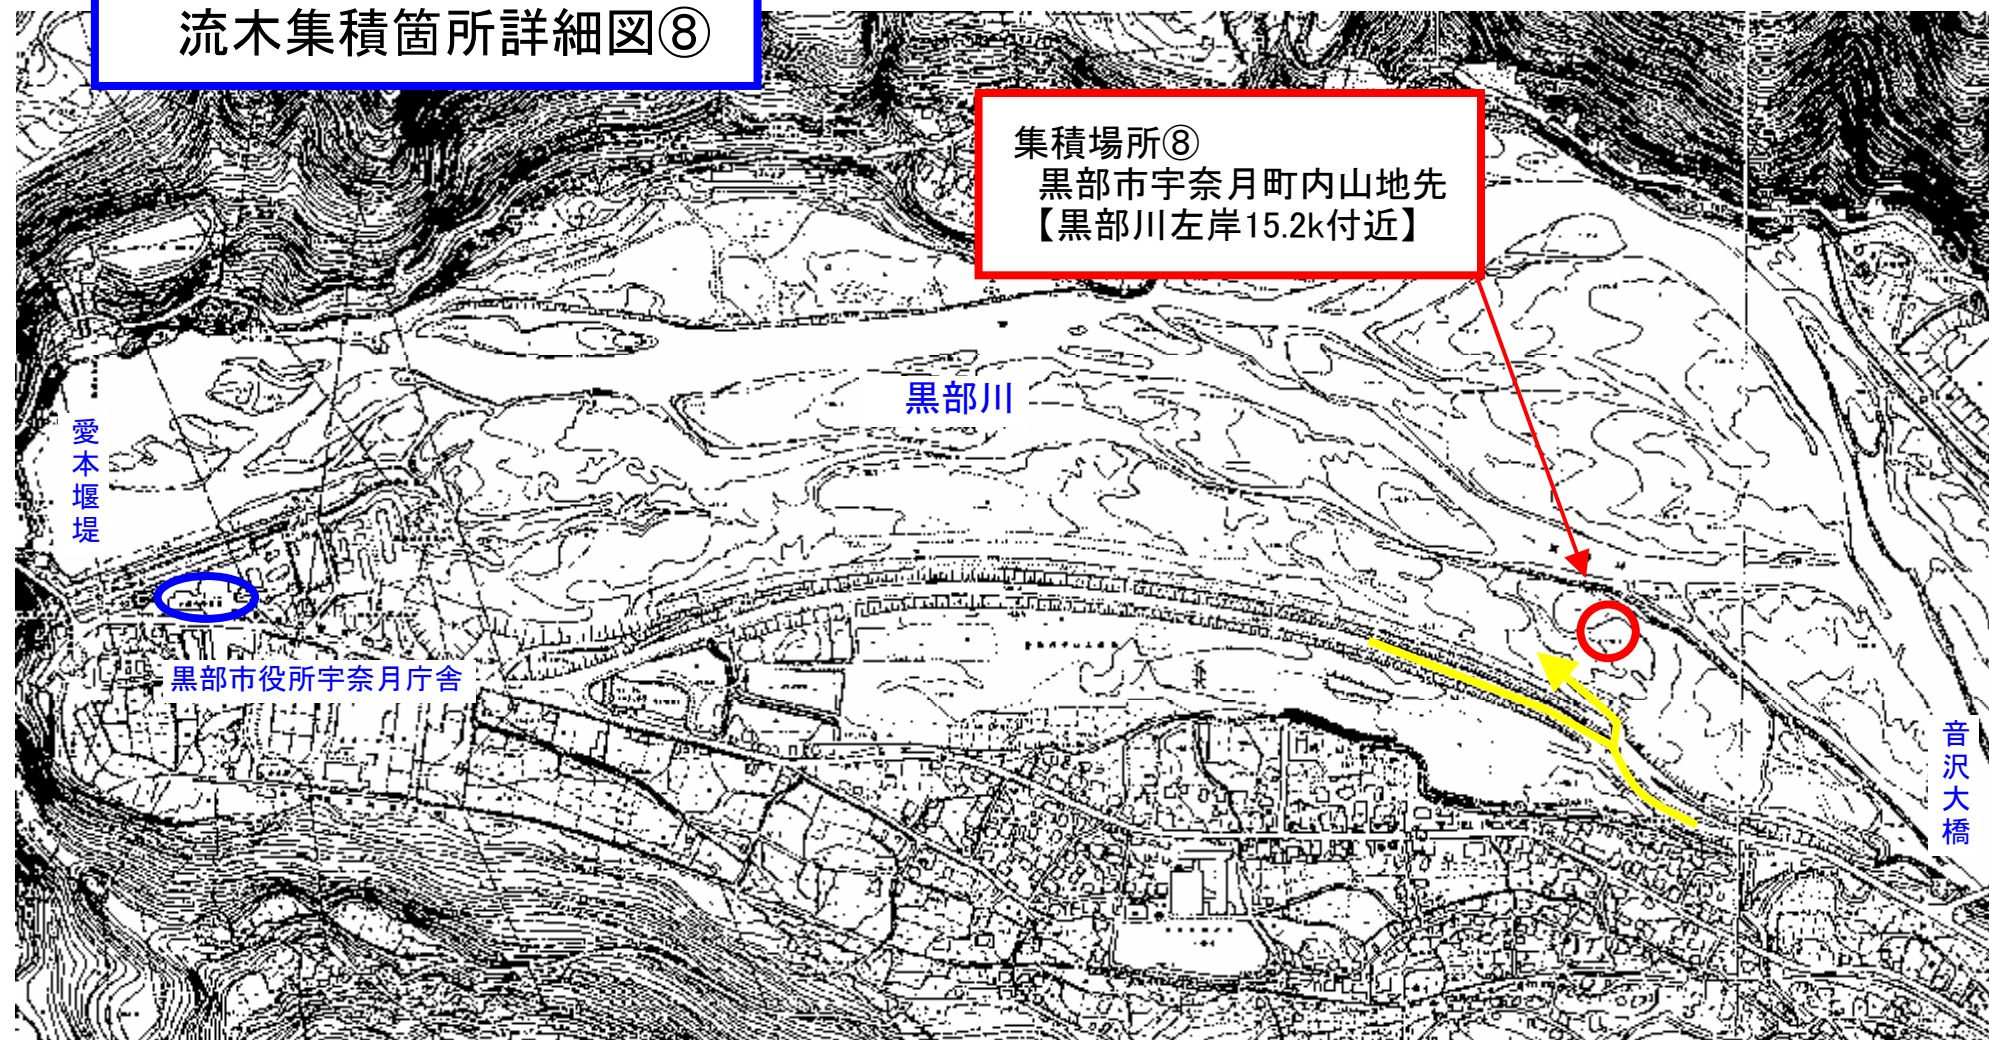 流木集積箇所詳細図⑧
集積場所⑧
黒部市宇奈月町内山地先
【黒部川左岸15.2k付近】
黒部川
愛本堰堤
黒部市役所宇奈月庁舎
音沢大橋